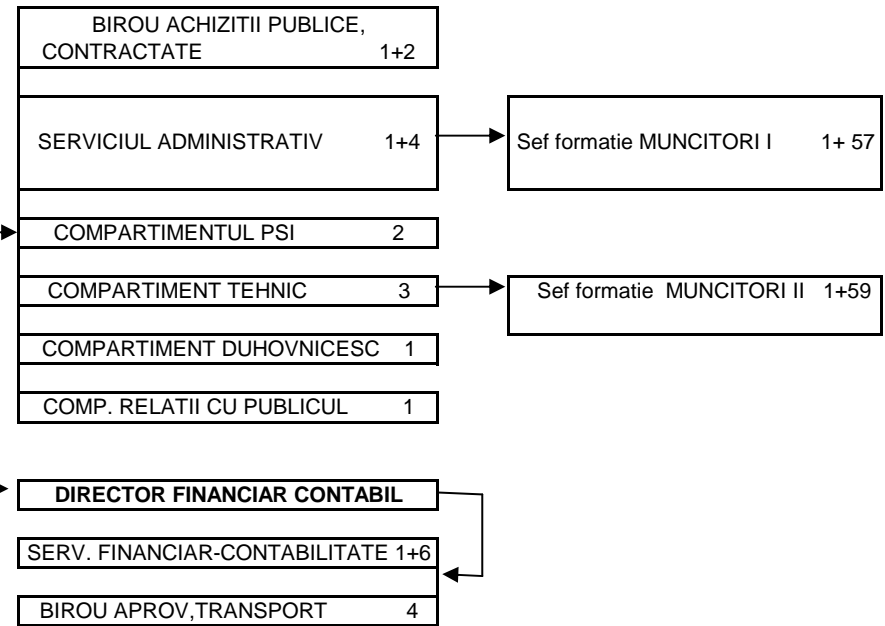 BIROU ACHIZITII PUBLICE,
CONTRACTATE 1+2
SERVICIUL ADMINISTRATIV 1+4
Sef formatie MUNCITORI I 1+ 57
COMPARTIMENTUL PSI 2
COMPARTIMENT TEHNIC 3
Sef formatie MUNCITORI II 1+59
COMPARTIMENT DUHOVNICESC 1
COMP. RELATII CU PUBLICUL 1
DIRECTOR FINANCIAR CONTABIL
SERV. FINANCIAR-CONTABILITATE 1+6
BIROU APROV,TRANSPORT 4